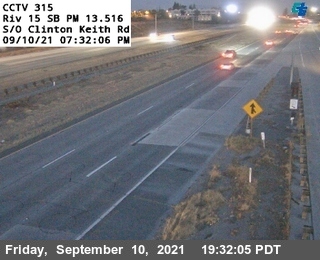 CCTV 315
Riv 15 SB PM 13.516
S/O Clinton Keith Rd
09/10/21 07:32:06 PM
Friday, September 10, 2021 19:32:05 PDT